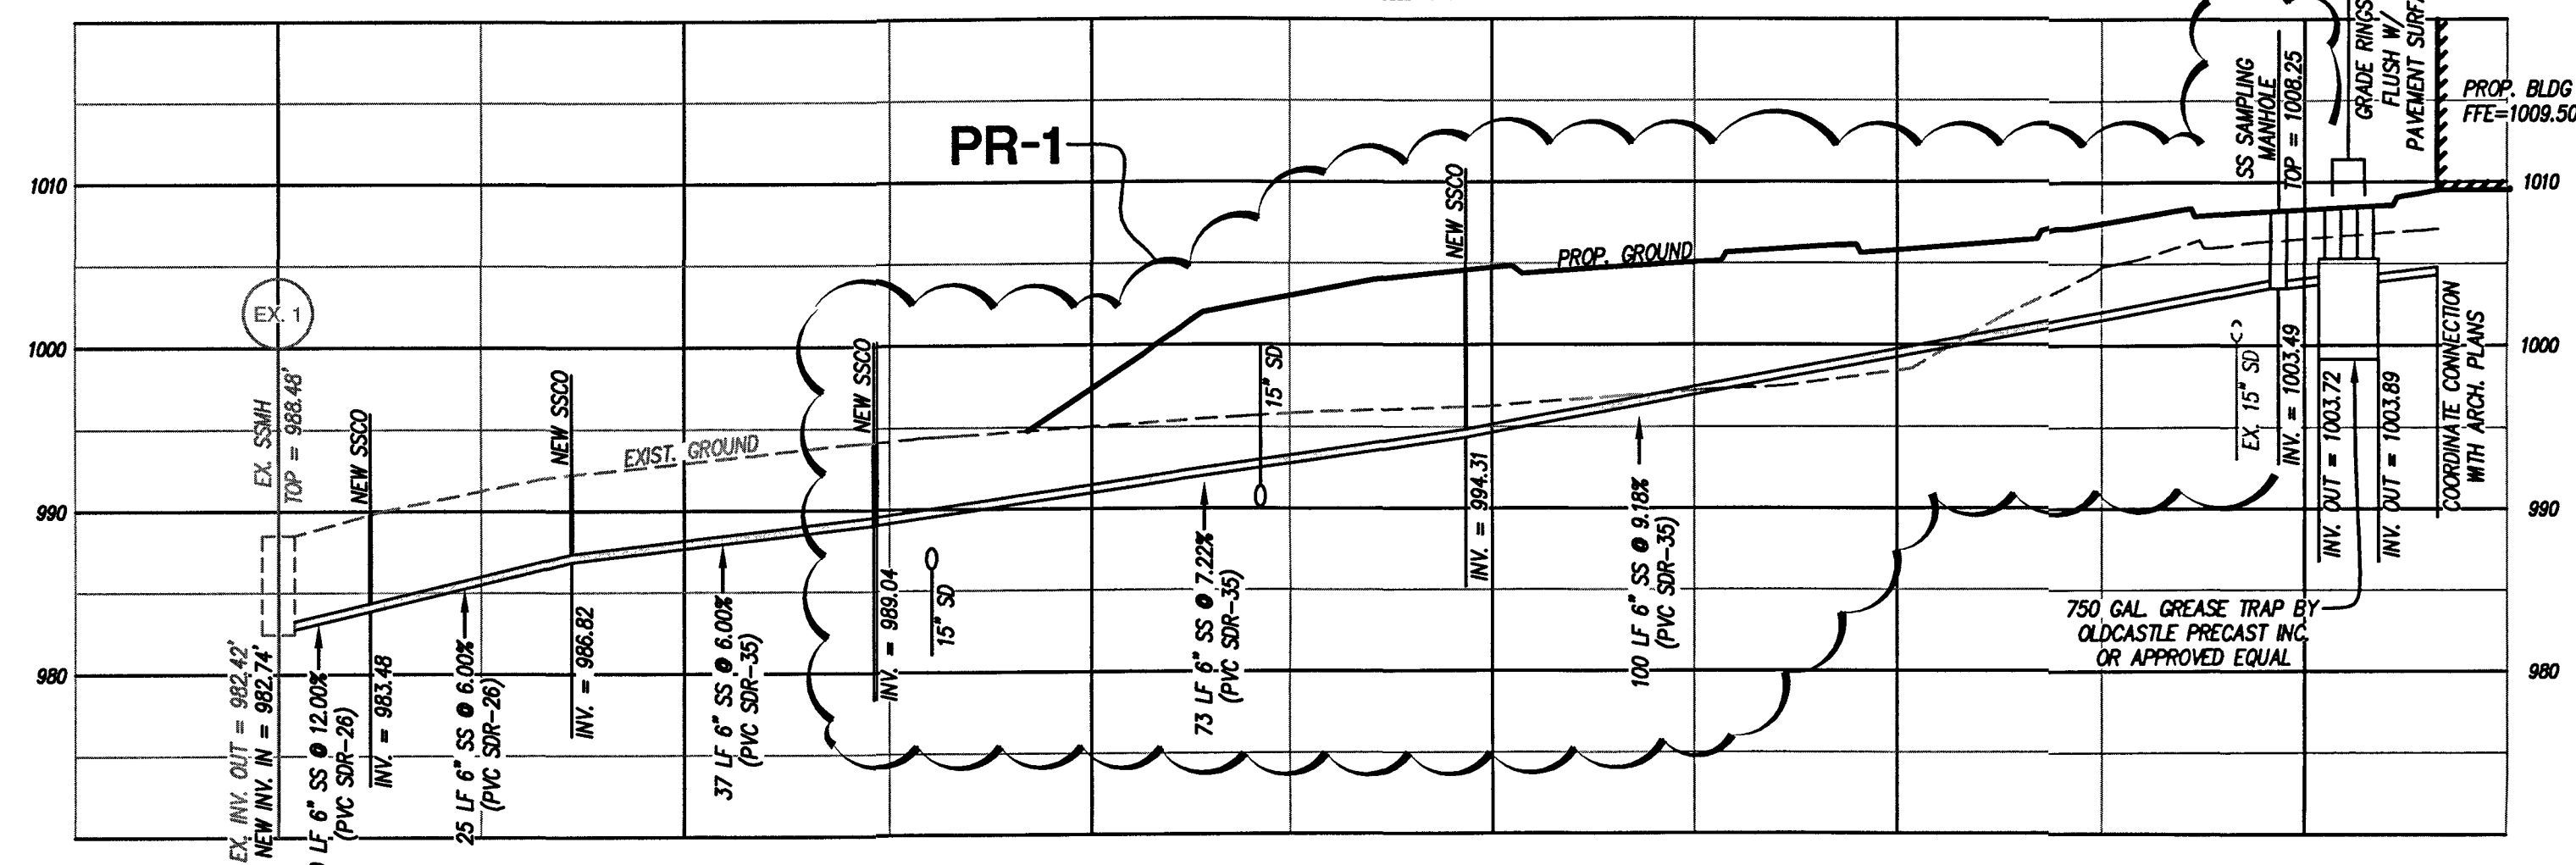 GRADE RINGS
FLUSH W/
PAVEMENT SURF
PROP. BLDG
FFE=1009.50
SS SAMPLING
MANHOLE
TOP = 1008.25
PR-1
1010
1010
NEW SSCO
PROP. GROUND
EX. 1
1000
1000
EX. SSMH
TOP = 988.48'
NEW SSCO
NEW SSCO
NEW SSCO
EXIST. GROUND
15" SD
EX. 15" SD
INV. = 1003.49
INV. OUT = 1003.72
INV. OUT = 1003.89
COORDINATE CONNECTION
WITH ARCH. PLANS
990
990
INV. = 994.31
15" SD
INV. = 989.04
INV. = 986.82
INV. = 983.48
750 GAL. GREASE TRAP BY
OLDCASTLE PRECAST INC.
OR APPROVED EQUAL
980
980
EX. INV. OUT = 982.42'
NEW INV. IN = 982.74'
LF 6" SS @ 12.00%
(PVC SDR-26)
25 LF 6" SS @ 6.00%
(PVC SDR-26)
37 LF 6" SS @ 6.00%
(PVC SDR-35)
73 LF 6" SS @ 7.22%
(PVC SDR-35)
100 LF 6" SS @ 9.18%
(PVC SDR-35)